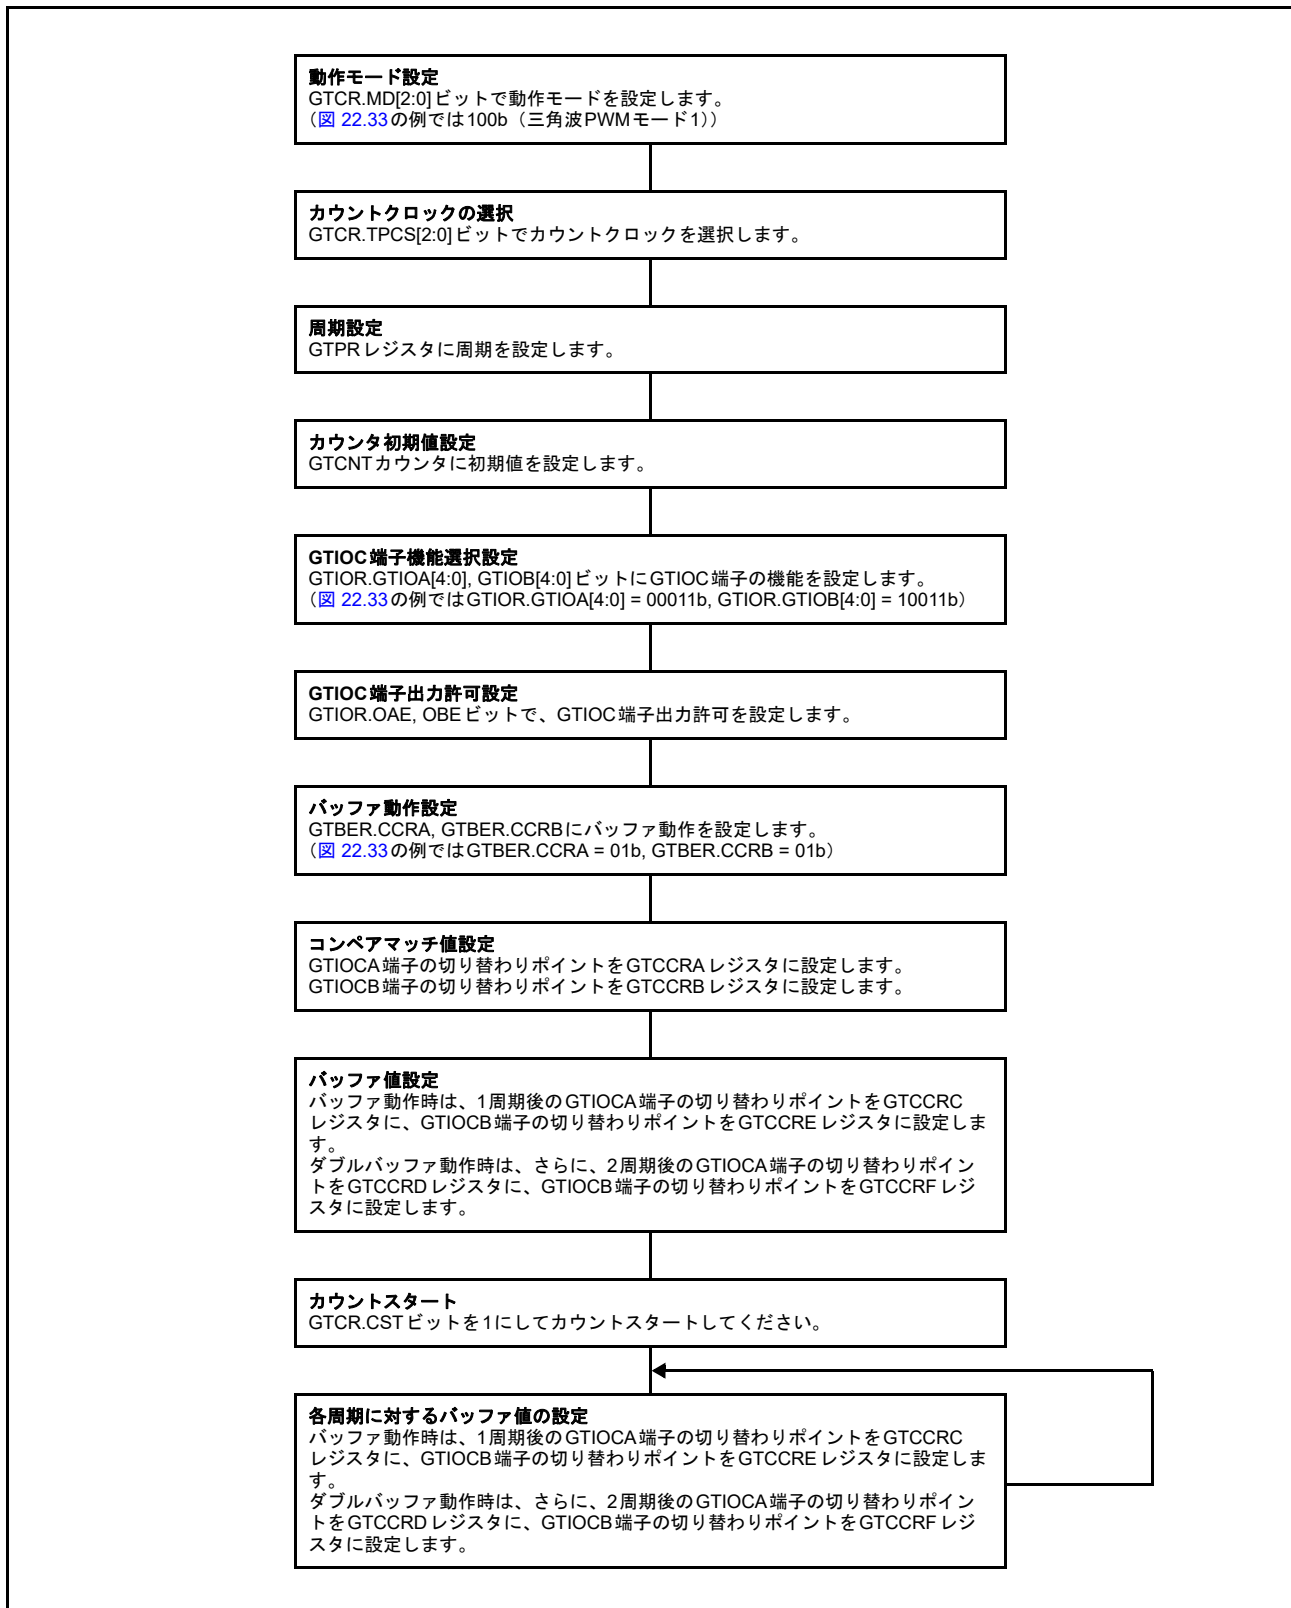 動作モード設定
GTCR.MD[2:0]ビットで動作モードを設定します。
（図 22.33の例では100b（三角波PWMモード1））
カウントクロックの選択
GTCR.TPCS[2:0]ビットでカウントクロックを選択します。
周期設定
GTPRレジスタに周期を設定します。
カウンタ初期値設定
GTCNTカウンタに初期値を設定します。
GTIOC端子機能選択設定
GTIOR.GTIOA[4:0], GTIOB[4:0]ビットにGTIOC端子の機能を設定します。
（図 22.33の例ではGTIOR.GTIOA[4:0] = 00011b, GTIOR.GTIOB[4:0] = 10011b）
GTIOC端子出力許可設定
GTIOR.OAE, OBEビットで、GTIOC端子出力許可を設定します。
バッファ動作設定
GTBER.CCRA, GTBER.CCRBにバッファ動作を設定します。
（図 22.33の例ではGTBER.CCRA = 01b, GTBER.CCRB = 01b）
コンペアマッチ値設定
GTIOCA端子の切り替わりポイントをGTCCRAレジスタに設定します。
GTIOCB端子の切り替わりポイントをGTCCRBレジスタに設定します。
バッファ値設定
バッファ動作時は、1周期後のGTIOCA端子の切り替わりポイントをGTCCRC
レジスタに、GTIOCB端子の切り替わりポイントをGTCCREレジスタに設定しま
す。
ダブルバッファ動作時は、さらに、2周期後のGTIOCA端子の切り替わりポイン
トをGTCCRDレジスタに、GTIOCB端子の切り替わりポイントをGTCCRFレジ
スタに設定します。
カウントスタート
GTCR.CSTビットを1にしてカウントスタートしてください。
各周期に対するバッファ値の設定
バッファ動作時は、1周期後のGTIOCA端子の切り替わりポイントをGTCCRC
レジスタに、GTIOCB端子の切り替わりポイントをGTCCREレジスタに設定しま
す。
ダブルバッファ動作時は、さらに、2周期後のGTIOCA端子の切り替わりポイン
トをGTCCRDレジスタに、GTIOCB端子の切り替わりポイントをGTCCRFレジ
スタに設定します。